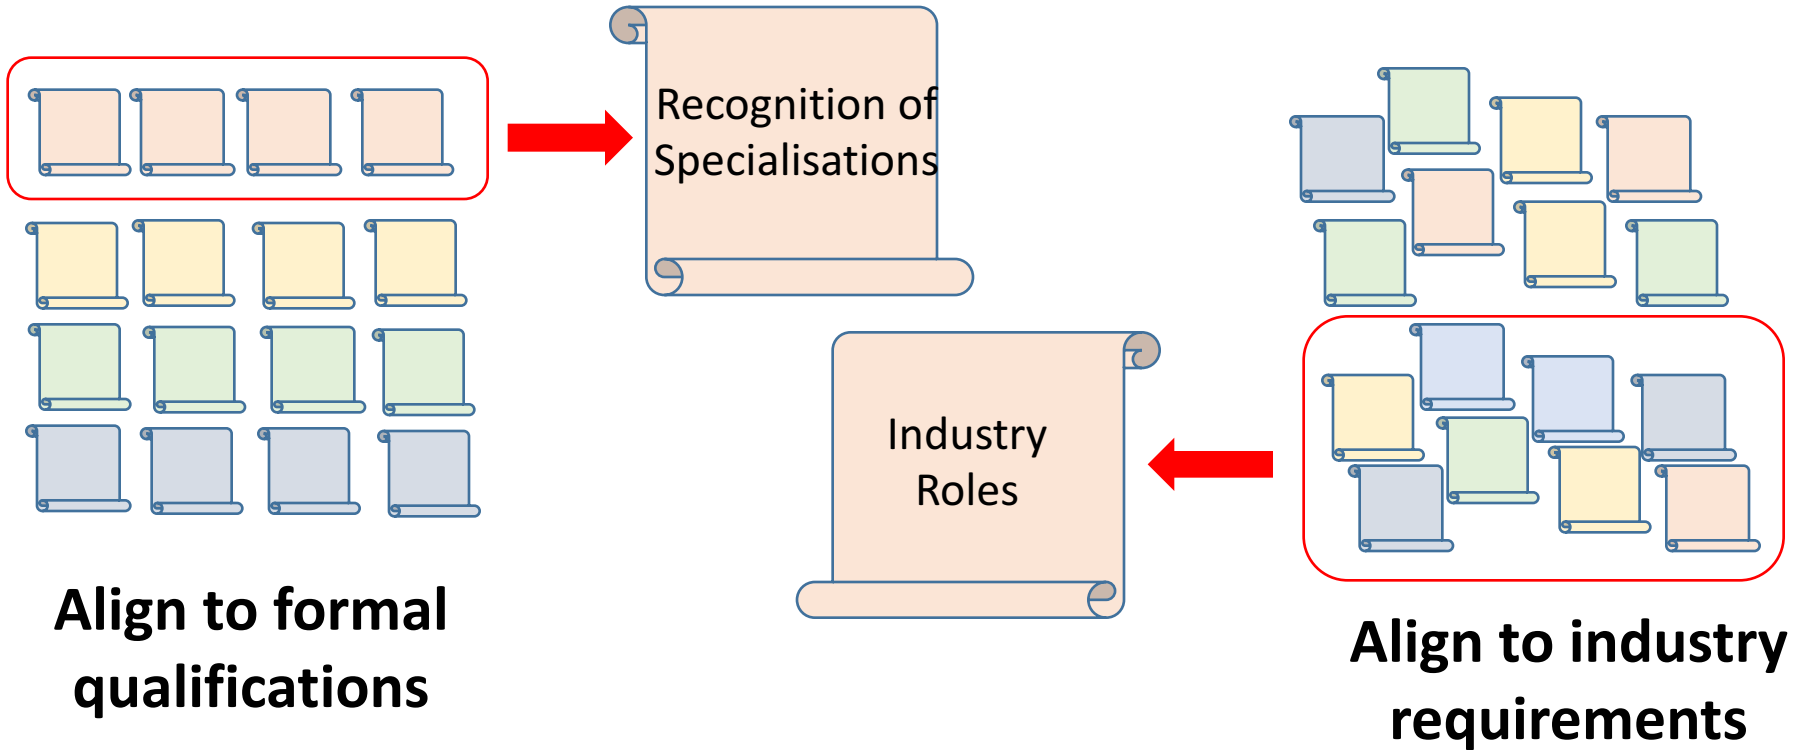 Recognition of
Specialisations
Industry
Roles
Align to formal
qualifications
Align to industry
requirements